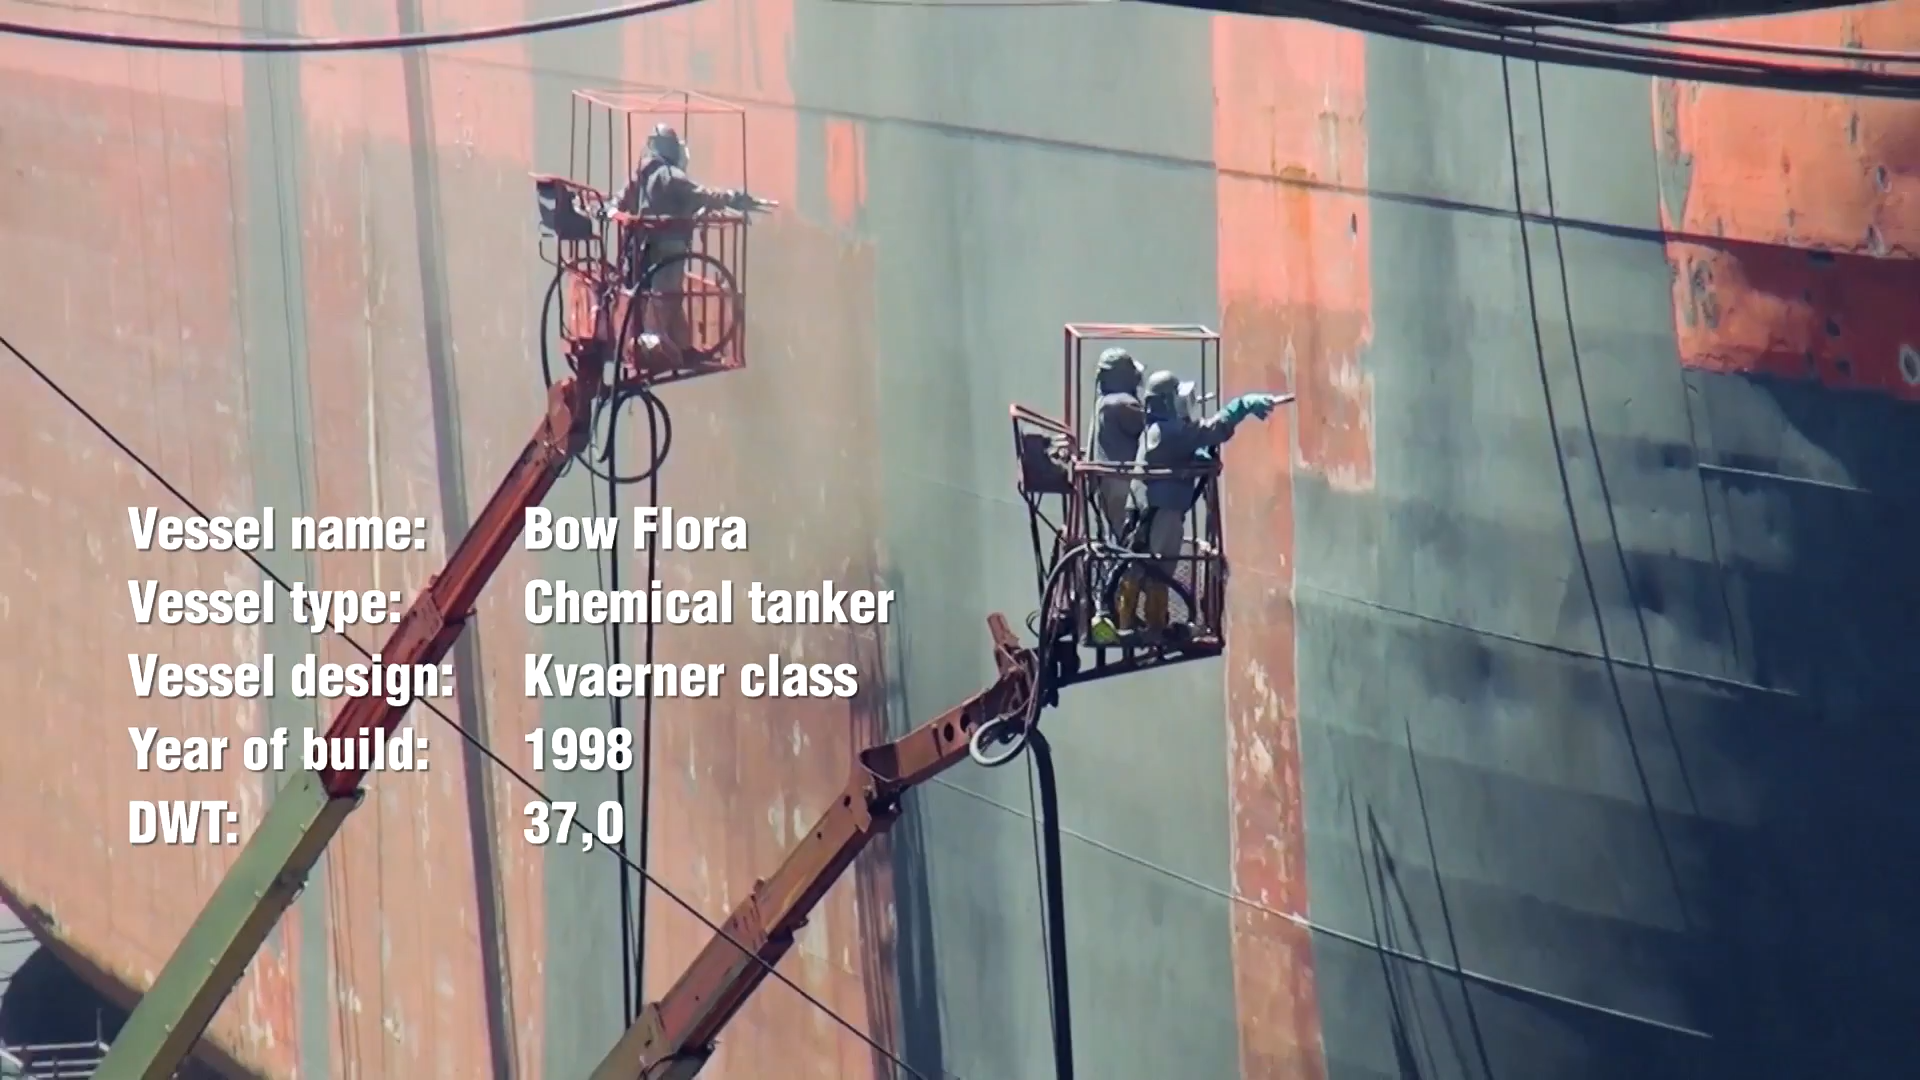 Vessel name: Bow Flora
Vessel type: Chemical tanker
Vessel design: Kvaerner class
Year of build: 1998
DWT: 37,0